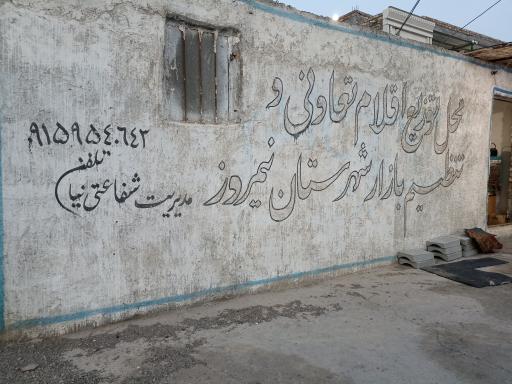 محل توزیع اقلام تعاونی و
تنظیم بازار شهرستان نیمروز
۹۱۵۹۵۴۰۶۴۲
تلفن
مدیریت شفاعتی نیا